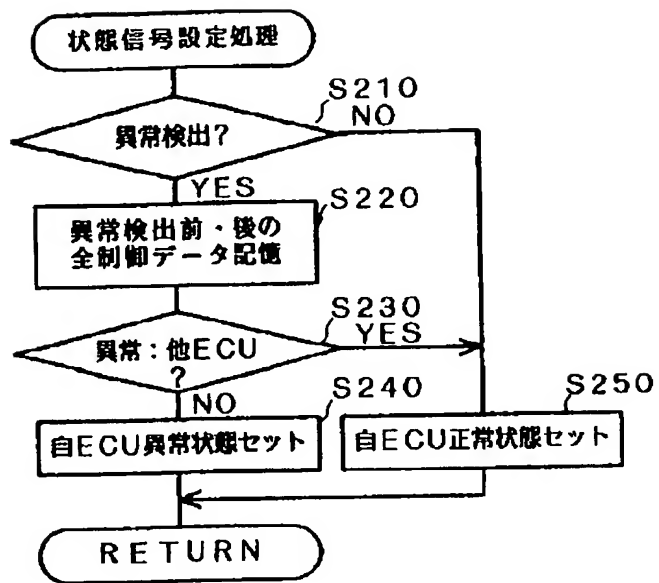 状態信号設定処理
S210
異常検出?
NO
YES
S220
異常検出前・後の
全制御データ記憶
S230
異常:他ECU
?
YES
NO
S240
自ECU異常状態セット
S250
自ECU正常状態セット
RETURN